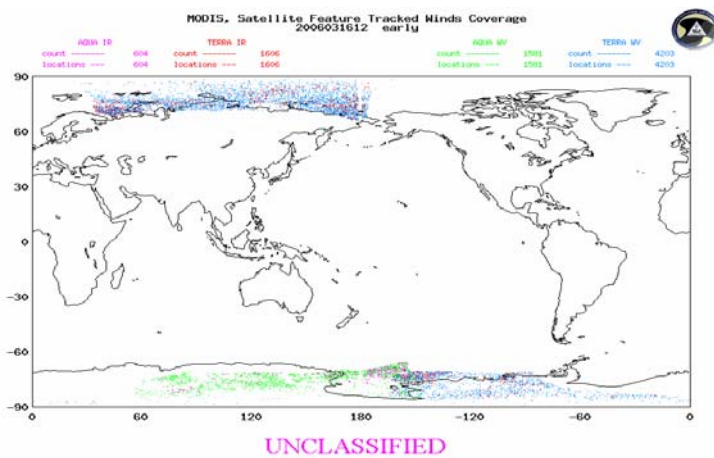 MODIS, Satellite Feature Tracked Winds Coverage
2006031612 early
AQUA IR TERRA IR AQUA WV TERRA WV
count ------- 604 count ------- 1606 count ------- 1581 count ------- 4203
locations --- 604 locations --- 1606 locations --- 1581 locations --- 4203
90
60
30
0
-30
-60
-90
0 60 120 180 -120 -60 0
UNCLASSIFIED